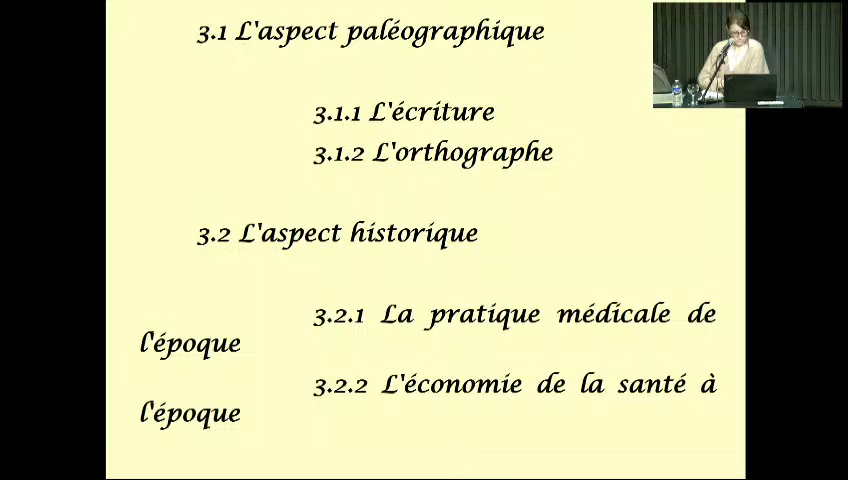 3.1 L'aspect paléographique
3.1.1 L'écriture
3.1.2 L'orthographe
3.2 L'aspect historique
3.2.1 La pratique médicale de
l'époque
3.2.2 L'économie de la santé à
l'époque